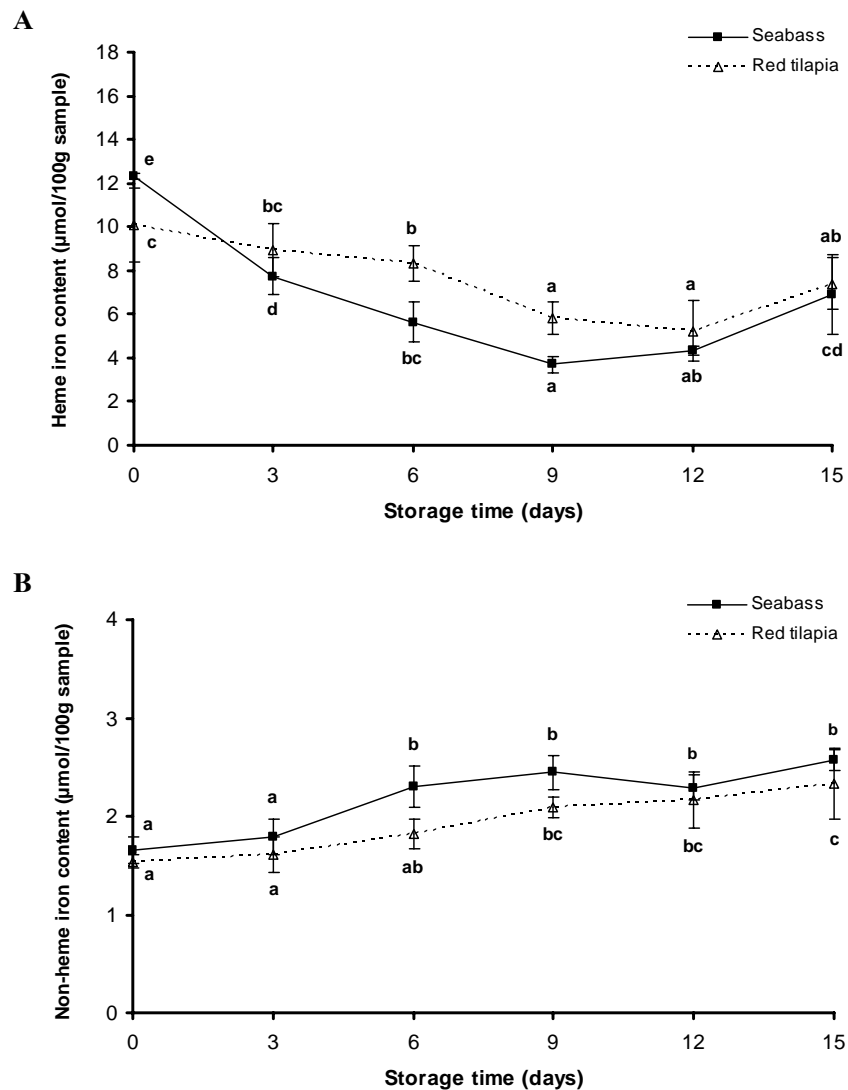 A
Seabass
Red tilapia
Heme iron content (µmol/100g sample)
18
16
14
12
10
8
6
4
2
0
e
c
bc
d
b
bc
a
a
a
ab
ab
cd
0 3 6 9 12 15
Storage time (days)
B
Seabass
Red tilapia
Non-heme iron content (µmol/100g sample)
4
3
2
1
0
a
a
a
a
b
ab
b
bc
b
bc
b
c
0 3 6 9 12 15
Storage time (days)